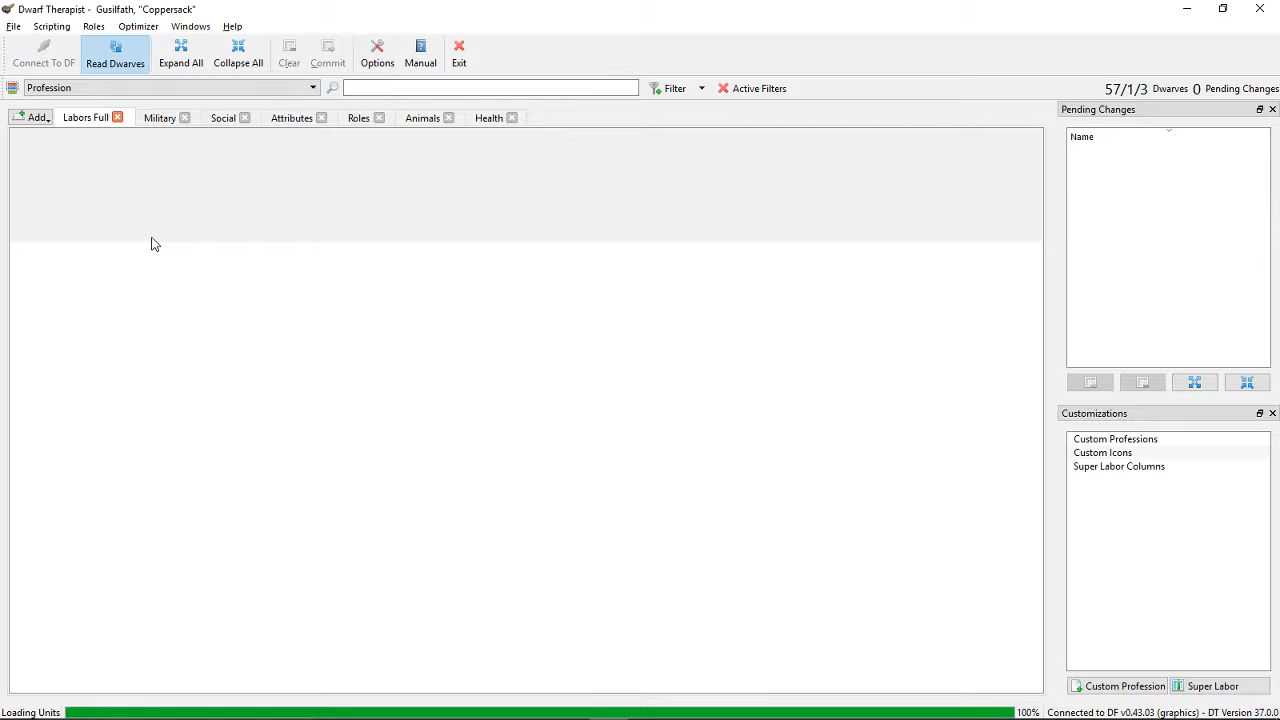 Dwarf Therapist - Gusilfath, "Coppersack"
File Scripting Roles Optimizer Windows Help
Connect To DF Read Dwarves Expand All Collapse All Clear Commit Options Manual Exit
Profession Filter Active Filters 57/1/3 Dwarves 0 Pending Changes
Add... Labors Full Military Social Attributes Roles Animals Health
Pending Changes
Name
Customizations
Custom Professions
Custom Icons
Super Labor Columns
Custom Profession Super Labor
Loading Units 100% Connected to DF v0.43.03 (graphics) - DT Version 37.0.0